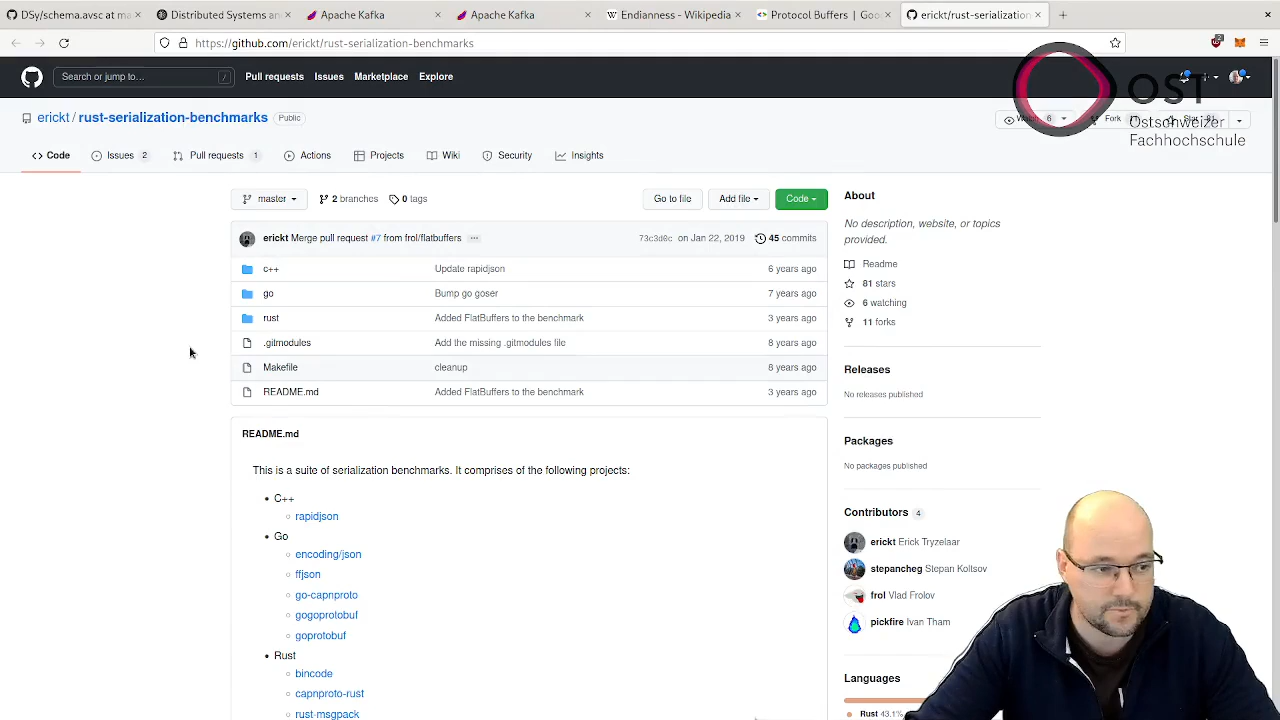 DSy/schema.avsc at ma
Distributed Systems an
Apache Kafka
Apache Kafka
Endianness - Wikipedia
Protocol Buffers | Goo
erickt/rust-serialization
https://github.com/erickt/rust-serialization-benchmarks
Search or jump to…
/
Pull requests
Issues
Marketplace
Explore
OST
Ostschweizer
Fachhochschule
erickt / rust-serialization-benchmarks
Public
6
Fork
Code
Issues 2
Pull requests 1
Actions
Projects
Wiki
Security
Insights
master
2 branches
0 tags
Go to file
Add file
Code
About
No description, website, or topics
provided.
Readme
81 stars
6 watching
11 forks
erickt Merge pull request #7 from frol/flatbuffers ...
73c3d0c on Jan 22, 2019
45 commits
c++ Update rapidjson 6 years ago
go Bump go goser 7 years ago
rust Added FlatBuffers to the benchmark 3 years ago
.gitmodules Add the missing .gitmodules file 8 years ago
Makefile cleanup 8 years ago
README.md Added FlatBuffers to the benchmark 3 years ago
Releases
No releases published
Packages
No packages published
README.md
This is a suite of serialization benchmarks. It comprises of the following projects:
C++
rapidjson
Go
encoding/json
ffjson
go-capnproto
gogoprotobuf
goprotobuf
Rust
bincode
capnproto-rust
rust-msgpack
Contributors 4
erickt Erick Tryzelaar
stepancheg Stepan Koltsov
frol Vlad Frolov
pickfire Ivan Tham
Languages
Rust 43.1%